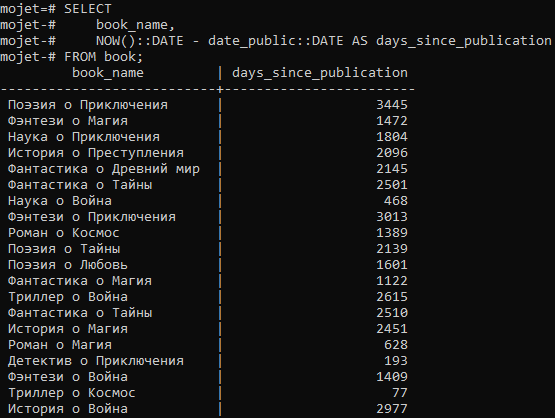 mojet=# SELECT
mojet-#     book_name,
mojet-#     NOW()::DATE - date_public::DATE AS days_since_publication
mojet-# FROM book;
         book_name         | days_since_publication
---------------------------+------------------------
 Поэзия о Приключения      |                   3445
 Фэнтези о Магия           |                   1472
 Наука о Приключения       |                   1804
 История о Преступления    |                   2096
 Фантастика о Древний мир  |                   2145
 Фантастика о Тайны        |                   2501
 Наука о Война             |                    468
 Фэнтези о Приключения     |                   3013
 Роман о Космос            |                   1389
 Поэзия о Тайны            |                   2139
 Поэзия о Любовь           |                   1601
 Фантастика о Магия        |                   1122
 Триллер о Война           |                   2615
 Фантастика о Тайны        |                   2510
 История о Магия           |                   2451
 Роман о Магия             |                    628
 Детектив о Приключения    |                    193
 Фэнтези о Война           |                   1409
 Триллер о Космос          |                     77
 История о Война           |                   2977